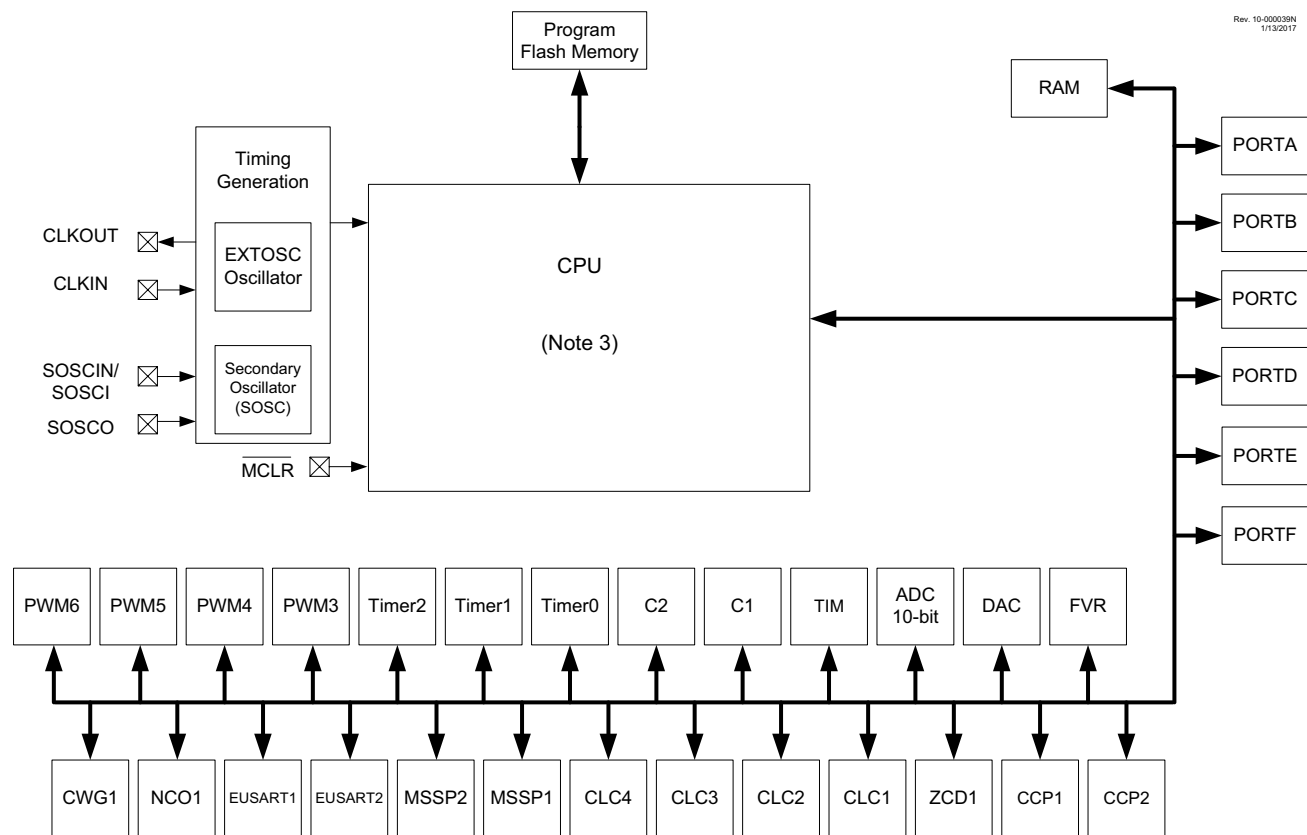 Rev. 10-000039N
1/13/2017
Program
Flash Memory
RAM
Timing
Generation
EXTOSC
Oscillator
Secondary
Oscillator
(SOSC)
CLKOUT
CLKIN
SOSCIN/
SOSCI
SOSCO
MCLR
CPU
(Note 3)
PORTA
PORTB
PORTC
PORTD
PORTE
PORTF
PWM6
PWM5
PWM4
PWM3
Timer2
Timer1
Timer0
C2
C1
TIM
ADC
10-bit
DAC
FVR
CWG1
NCO1
EUSART1
EUSART2
MSSP2
MSSP1
CLC4
CLC3
CLC2
CLC1
ZCD1
CCP1
CCP2